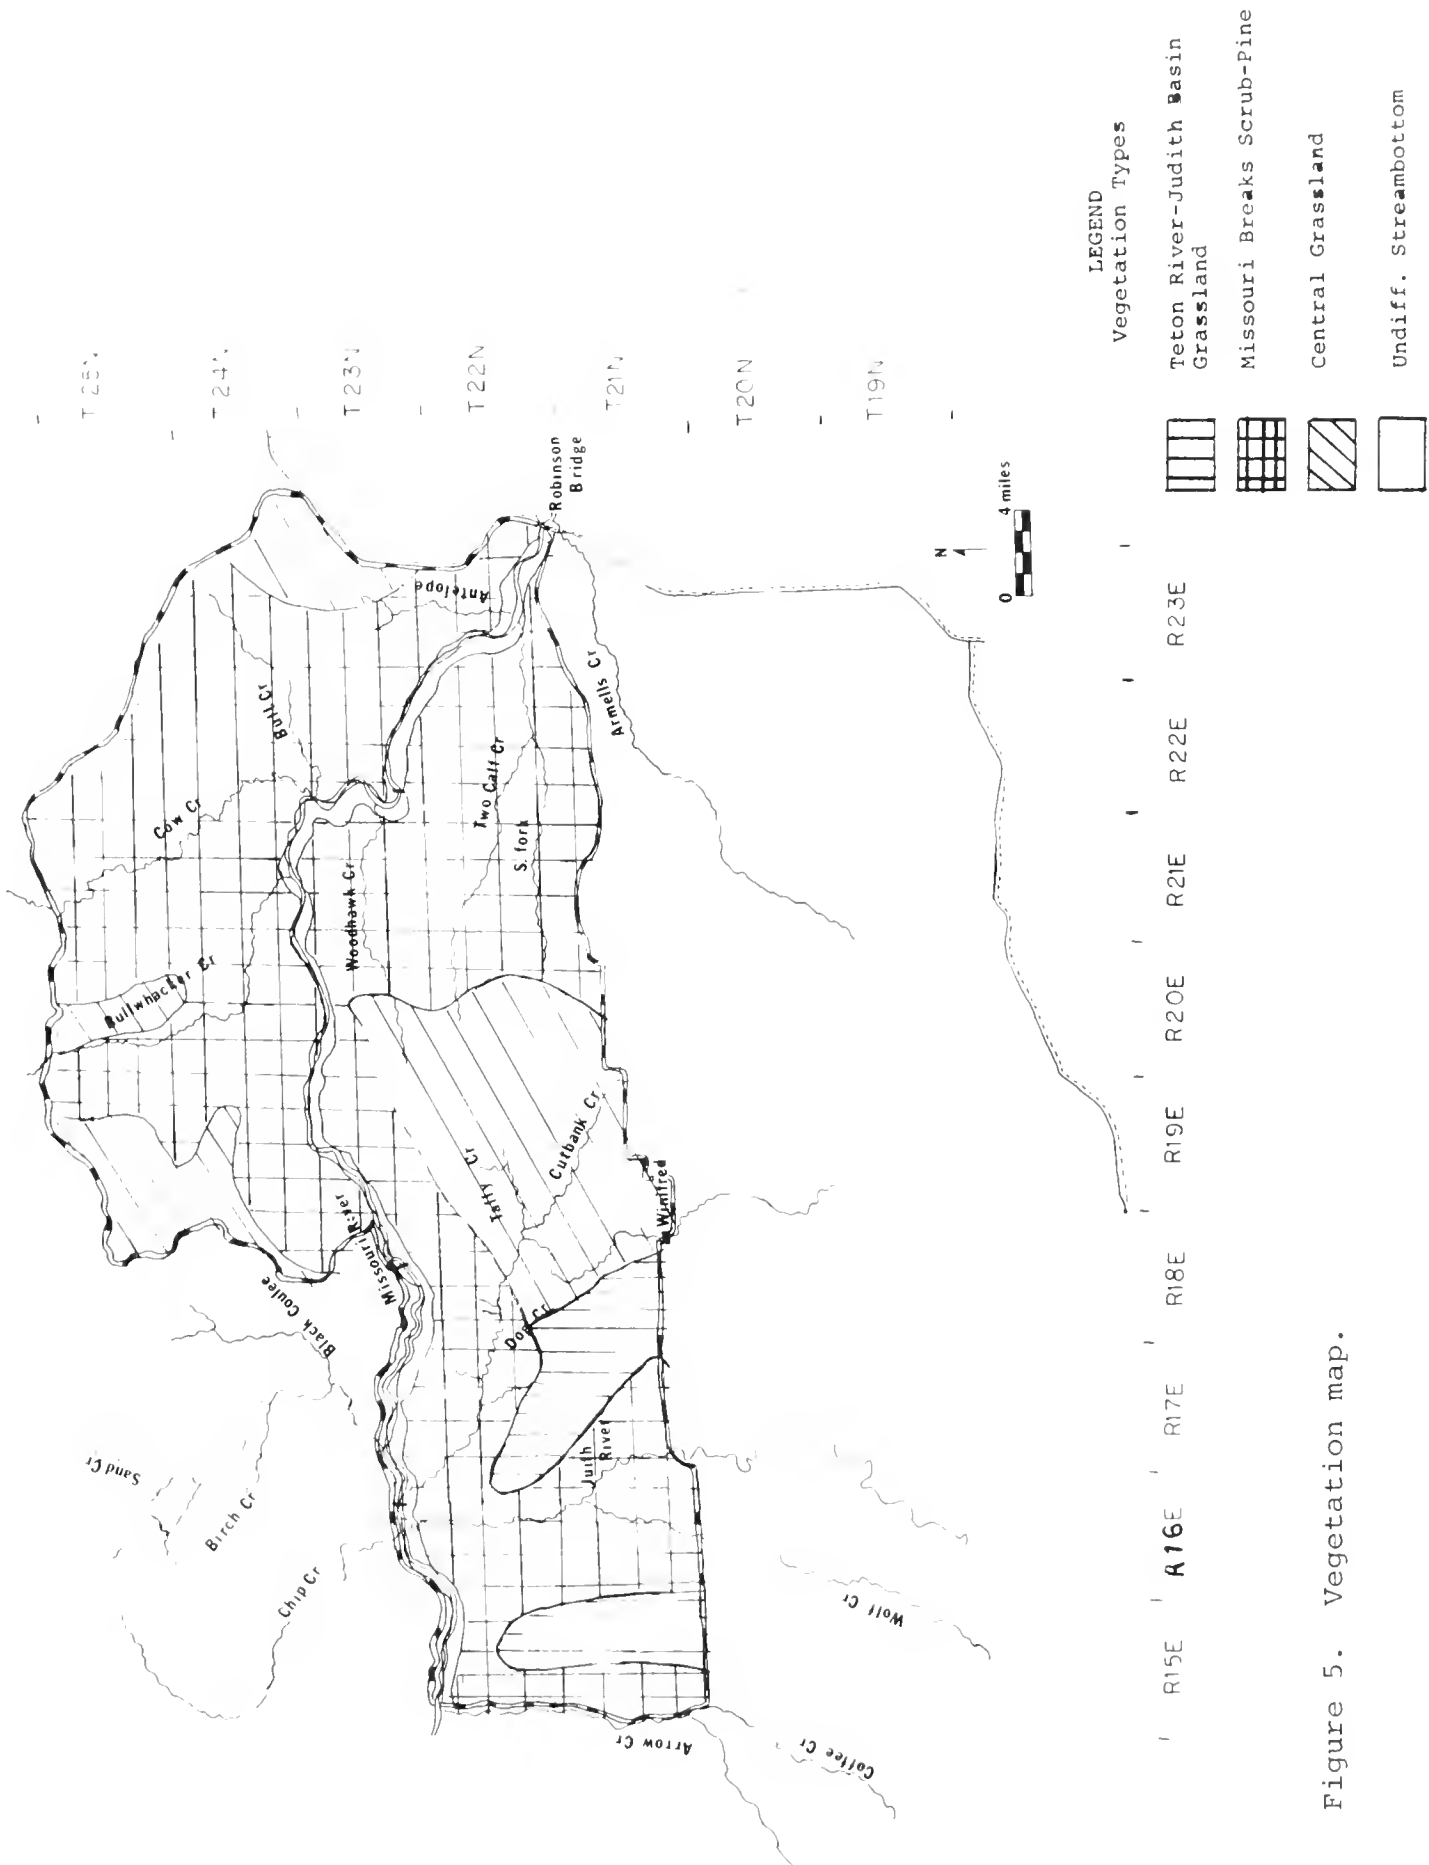 T25N
T24N
T23N
T22N
T21N
T20N
T19N
Sand Cr
Birch Cr
Chip Cr
Black Coulee
Missouri River
Bullwhacker Cr
Cow Cr
Bull Cr
Antelope
Woodhawk Cr
Two Calf Cr
S. fork
Armells Cr
Robinson
Bridge
Taffy Cr
Cutbank Cr
Dog Cr
Winifred
Juith
River
Arrow Cr
Coffee Cr
Wolf Cr
N
0 4 miles
R15E R16E R17E R18E R19E R20E R21E R22E R23E
LEGEND
Vegetation Types
Teton River-Judith Basin
Grassland
Missouri Breaks Scrub-Pine
Central Grassland
Undiff. Streambottom
Figure 5. Vegetation map.